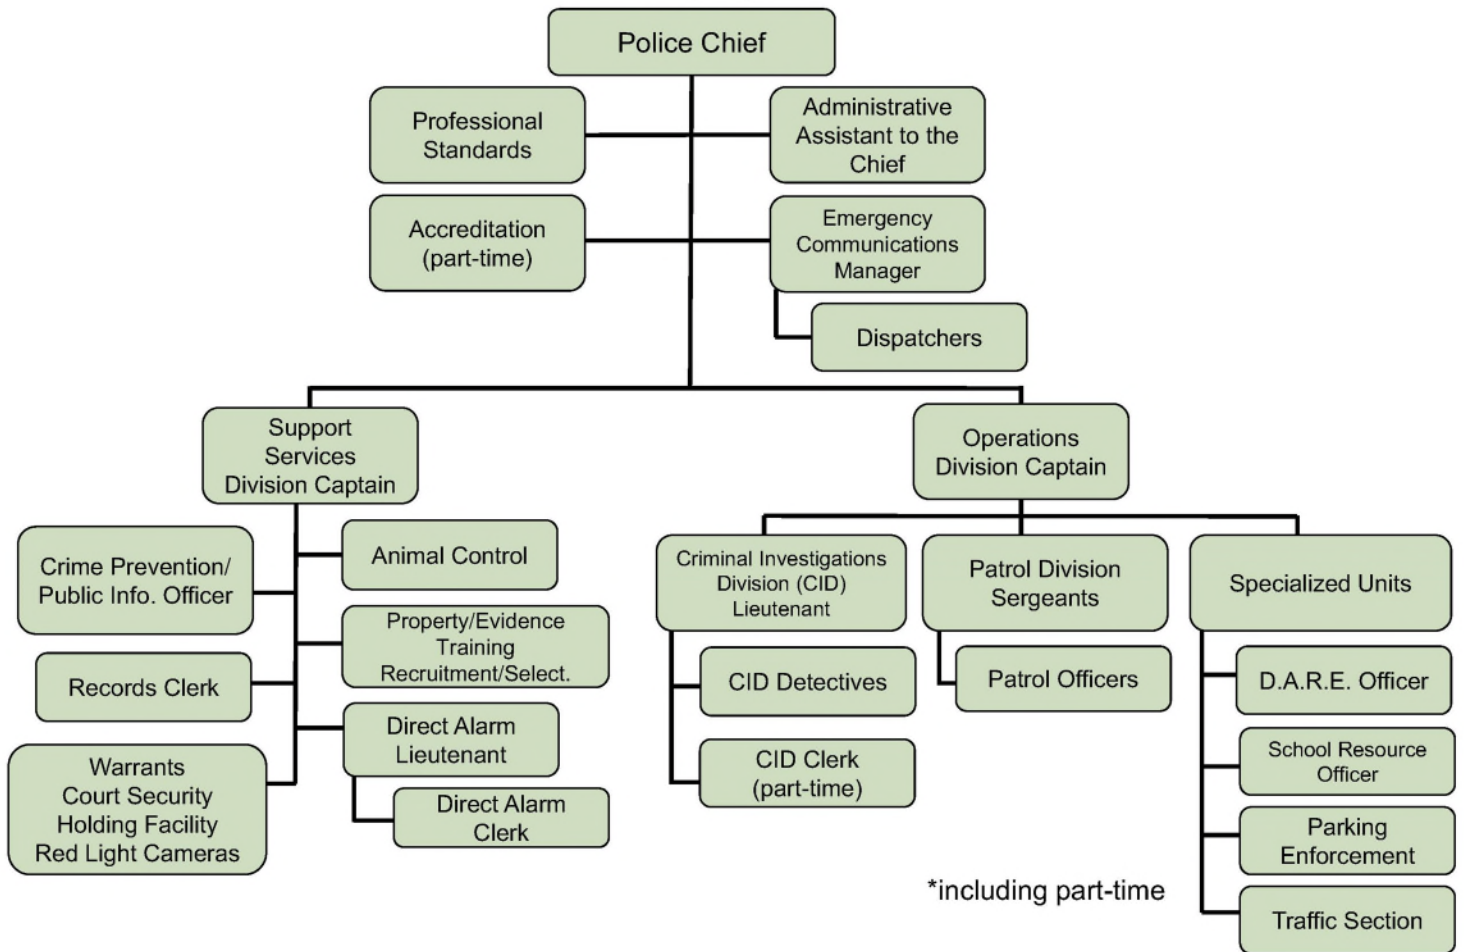 Police Chief
Professional
Standards
Administrative
Assistant to the
Chief
Accreditation
(part-time)
Emergency
Communications
Manager
Dispatchers
Support
Services
Division Captain
Operations
Division Captain
Crime Prevention/
Public Info. Officer
Animal Control
Property/Evidence
Training
Recruitment/Select.
Records Clerk
Direct Alarm
Lieutenant
Warrants
Court Security
Holding Facility
Red Light Cameras
Direct Alarm
Clerk
Criminal Investigations
Division (CID)
Lieutenant
CID Detectives
CID Clerk
(part-time)
Patrol Division
Sergeants
Patrol Officers
Specialized Units
D.A.R.E. Officer
School Resource
Officer
Parking
Enforcement
Traffic Section
*including part-time